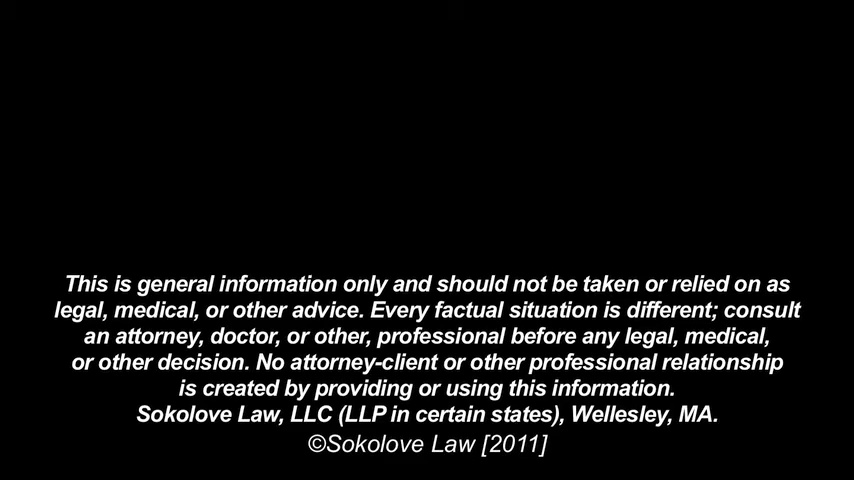 This is general information only and should not be taken or relied on as
legal, medical, or other advice. Every factual situation is different; consult
an attorney, doctor, or other, professional before any legal, medical,
or other decision. No attorney-client or other professional relationship
is created by providing or using this information.
Sokolove Law, LLC (LLP in certain states), Wellesley, MA.
©Sokolove Law [2011]